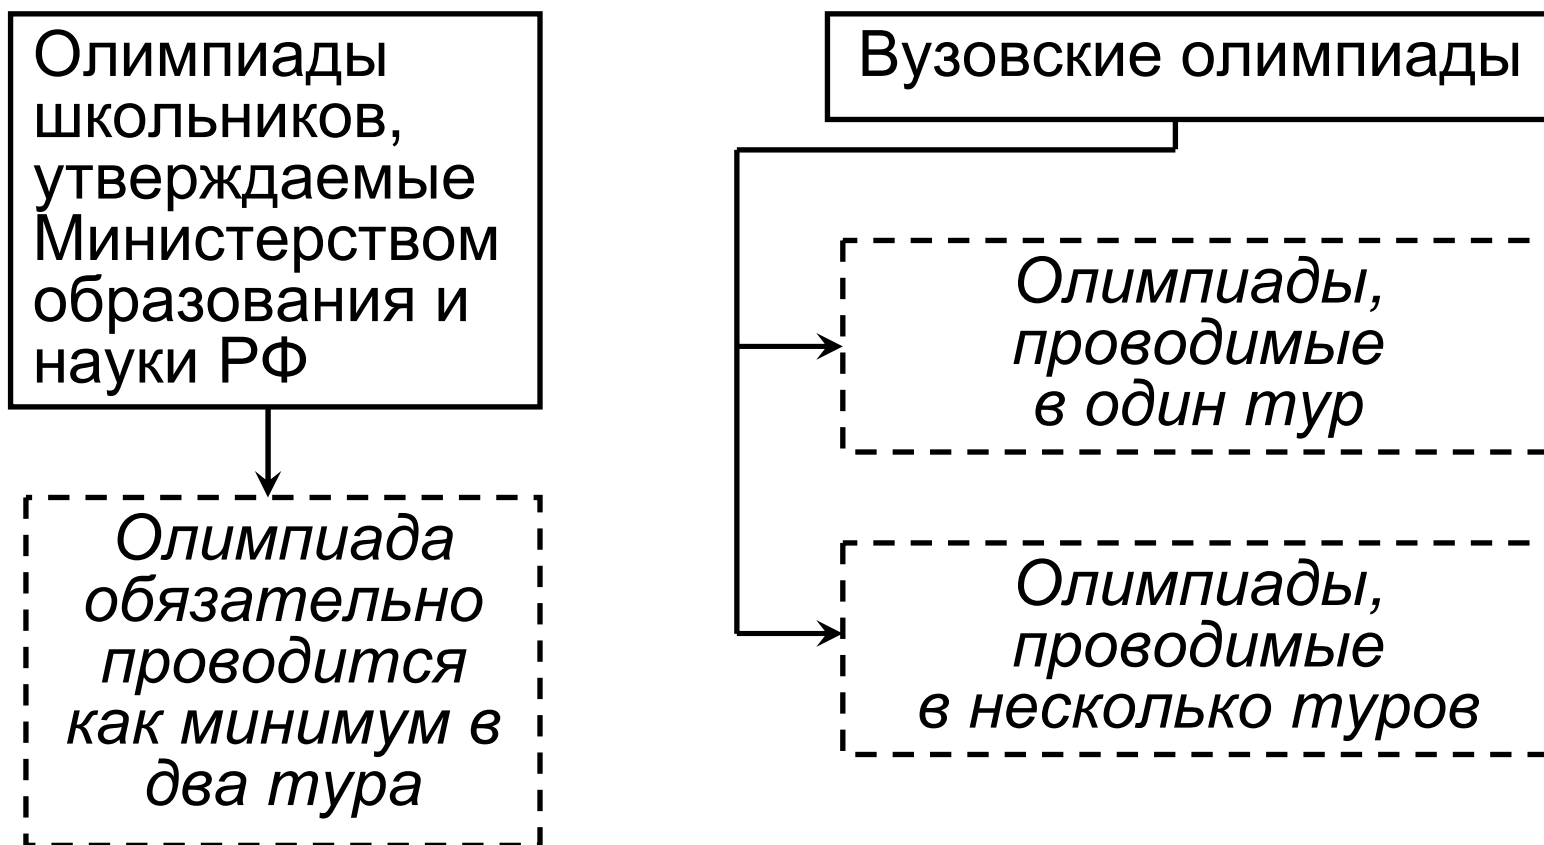 Олимпиады
школьников,
утверждаемые
Министерством
образования и
науки РФ
Олимпиада
обязательно
проводится
как минимум в
два тура
Вузовские олимпиады
Олимпиады,
проводимые
в один тур
Олимпиады,
проводимые
в несколько туров